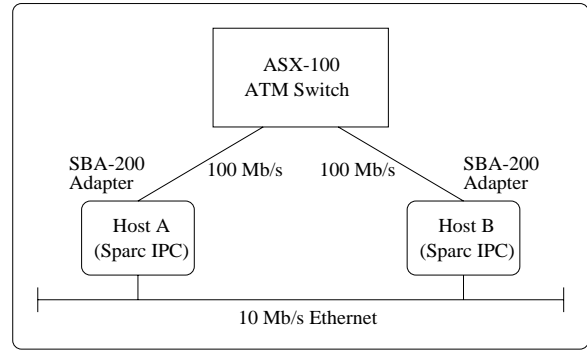 ASX-100
ATM Switch
SBA-200
Adapter
100 Mb/s
100 Mb/s
SBA-200
Adapter
Host A
(Sparc IPC)
Host B
(Sparc IPC)
10 Mb/s Ethernet